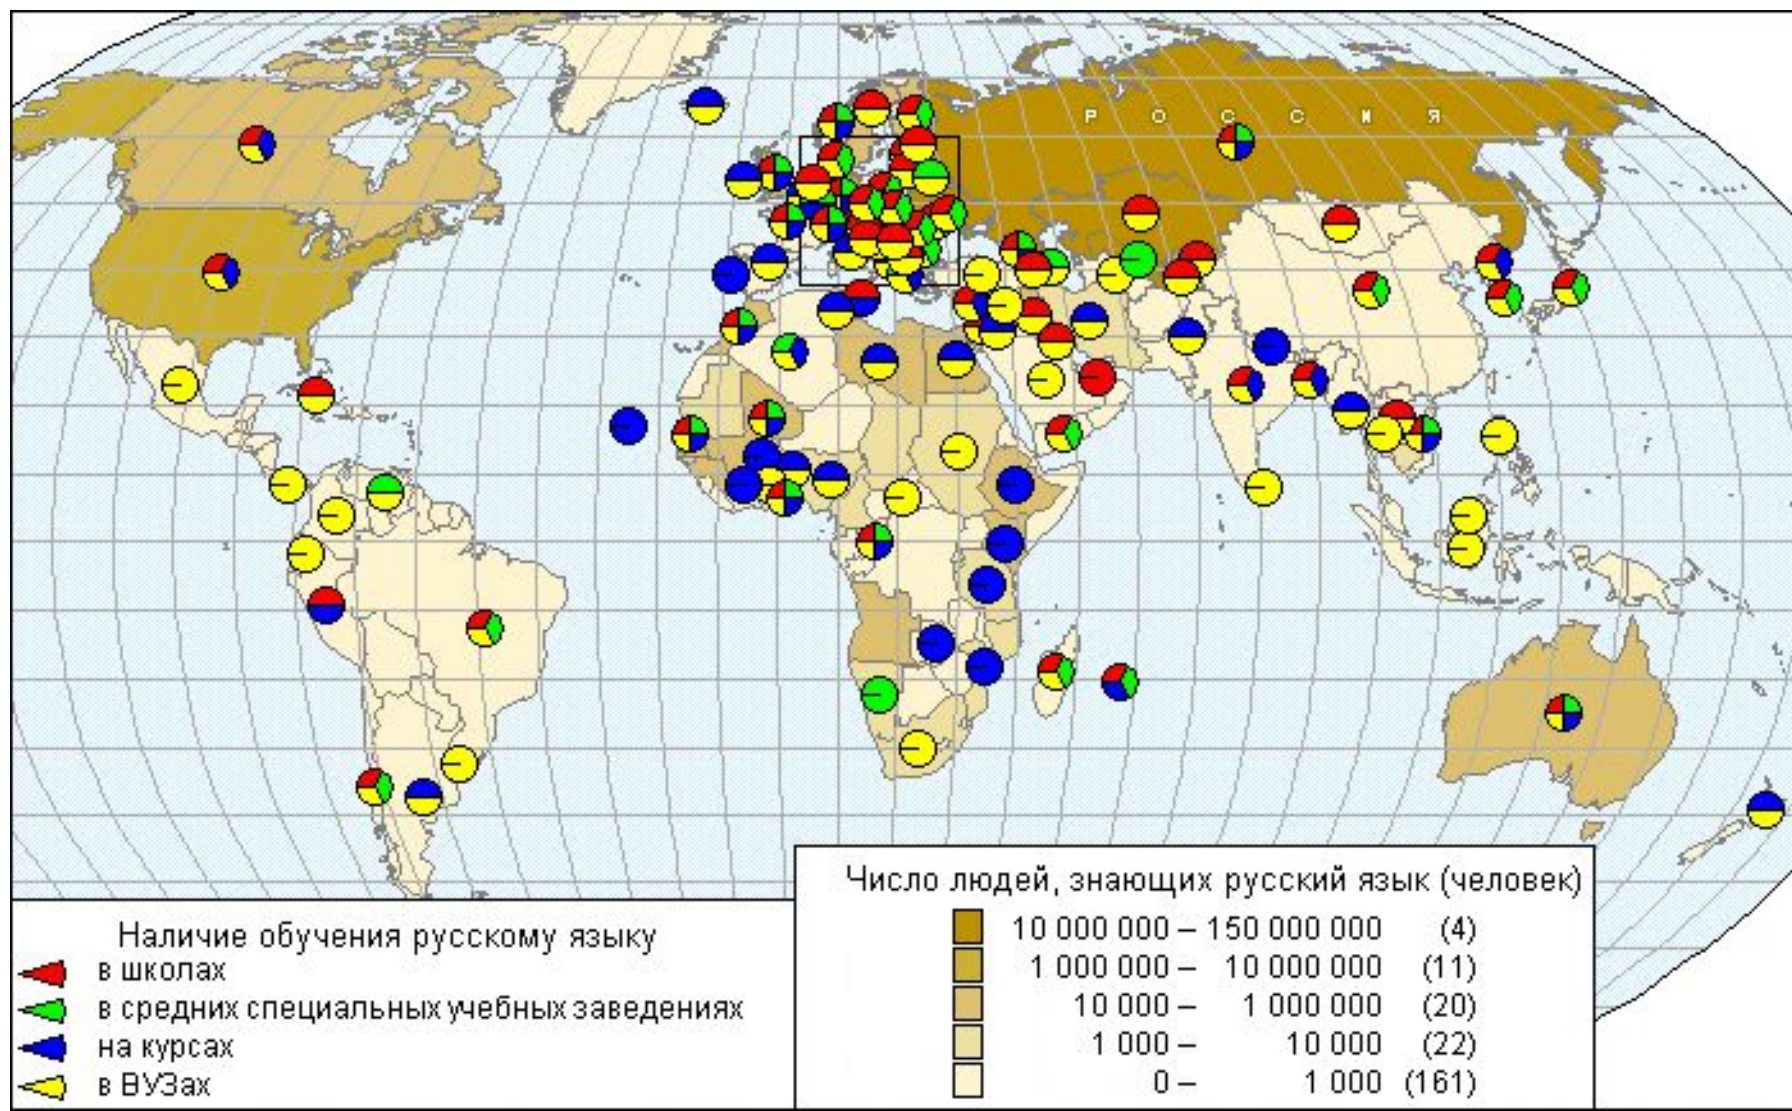 РОССИЯ
Число людей, знающих русский язык (человек)
10 000 000 – 150 000 000 (4)
1 000 000 – 10 000 000 (11)
10 000 – 1 000 000 (20)
1 000 – 10 000 (22)
0 – 1 000 (161)
Наличие обучения русскому языку
в школах
в средних специальных учебных заведениях
на курсах
в ВУЗах